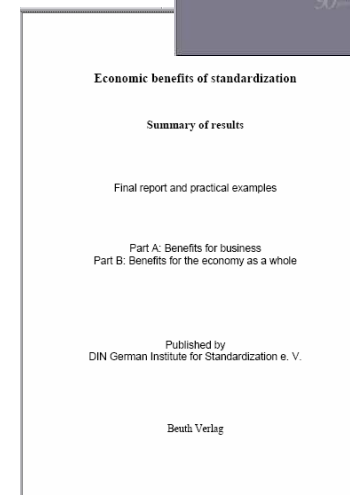 90
Economic benefits of standardization
Summary of results
Final report and practical examples
Part A: Benefits for business
Part B: Benefits for the economy as a whole
Published by
DIN German Institute for Standardization e. V.
Beuth Verlag